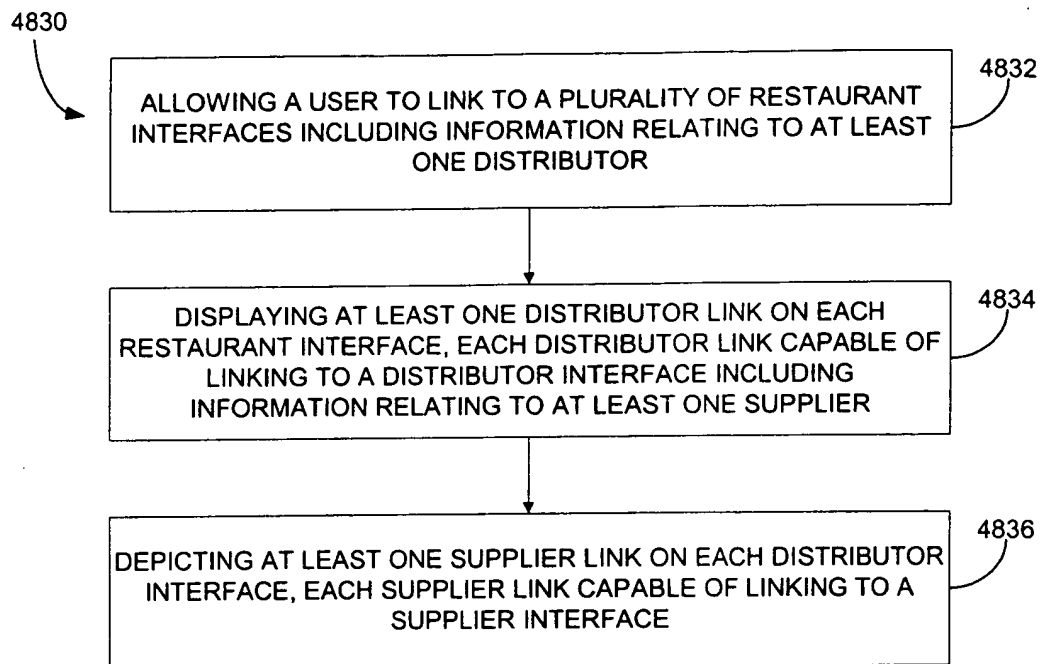 4830
4832
ALLOWING A USER TO LINK TO A PLURALITY OF RESTAURANT
INTERFACES INCLUDING INFORMATION RELATING TO AT LEAST
ONE DISTRIBUTOR
4834
DISPLAYING AT LEAST ONE DISTRIBUTOR LINK ON EACH
RESTAURANT INTERFACE, EACH DISTRIBUTOR LINK CAPABLE OF
LINKING TO A DISTRIBUTOR INTERFACE INCLUDING
INFORMATION RELATING TO AT LEAST ONE SUPPLIER
4836
DEPICTING AT LEAST ONE SUPPLIER LINK ON EACH DISTRIBUTOR
INTERFACE, EACH SUPPLIER LINK CAPABLE OF LINKING TO A
SUPPLIER INTERFACE